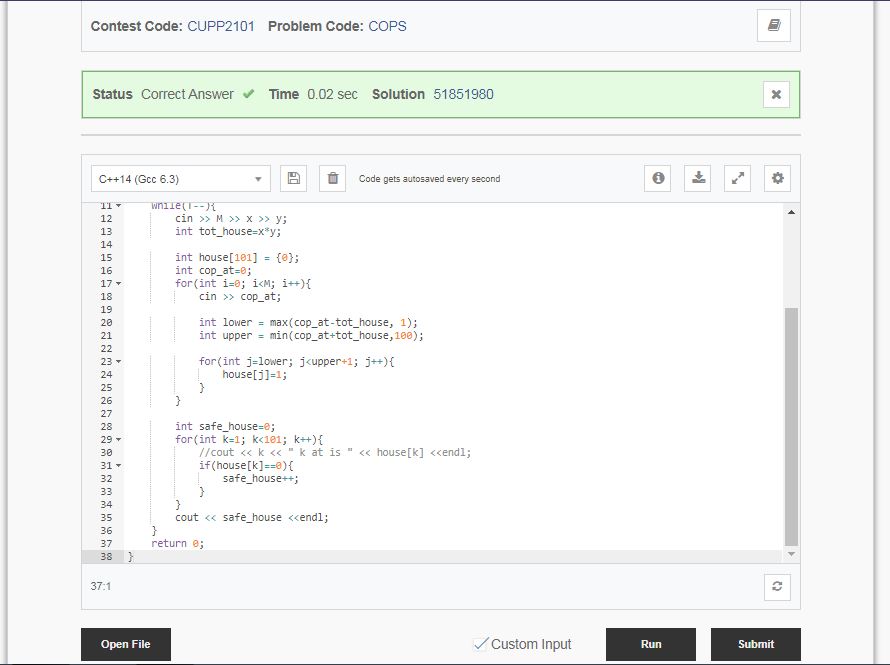 Contest Code: CUPP2101 Problem Code: COPS
Status Correct Answer ✔ Time 0.02 sec Solution 51851980
C++14 (Gcc 6.3)
Code gets autosaved every second
11 while(T--){
12 cin >> M >> x >> y;
13 int tot_house=x*y;
14
15 int house[101] = {0};
16 int cop_at=0;
17 for(int i=0; i<M; i++){
18 cin >> cop_at;
19
20 int lower = max(cop_at-tot_house, 1);
21 int upper = min(cop_at+tot_house,100);
22
23 for(int j=lower; j<upper+1; j++){
24 house[j]=1;
25 }
26 }
27
28 int safe_house=0;
29 for(int k=1; k<101; k++){
30 //cout << k << " k at is " << house[k] <<endl;
31 if(house[k]==0){
32 safe_house++;
33 }
34 }
35 cout << safe_house <<endl;
36 }
37 return 0;
38 }
37:1
Open File
Custom Input
Run
Submit